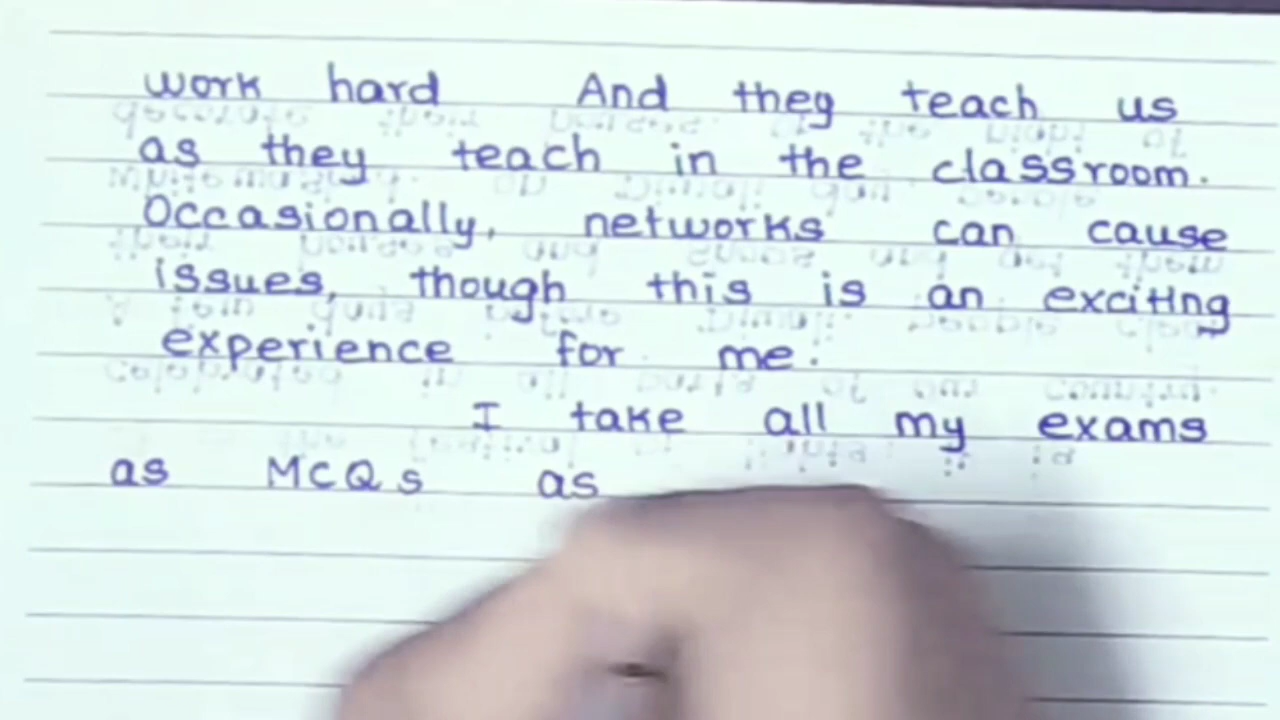 work hard And they teach us
as they teach in the classroom.
Occasionally, networks can cause
issues, though this is an exciting
experience for me.
I take all my exams
as MCQs as